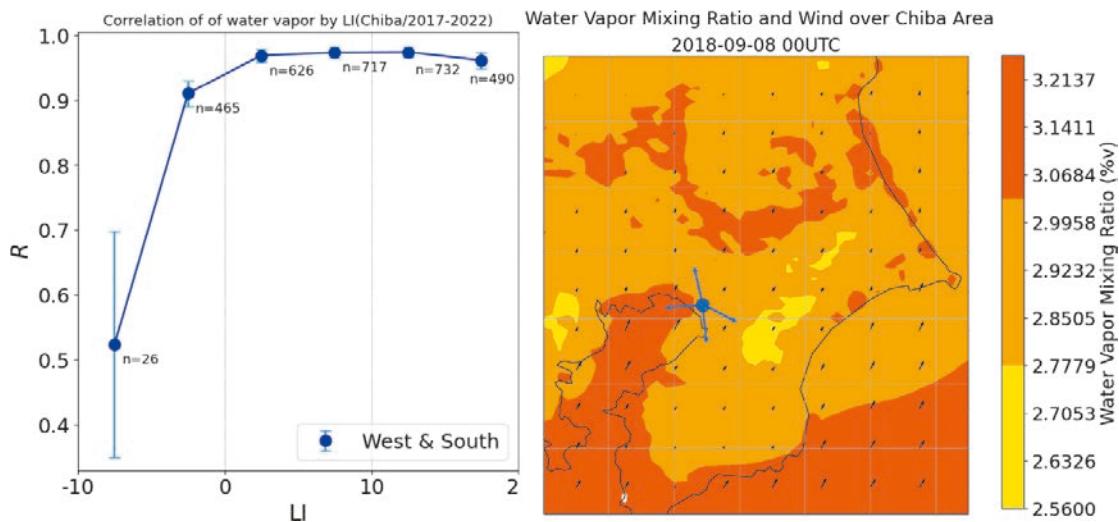 Correlation of of water vapor by LI(Chiba/2017-2022)
1.0
0.9
0.8
0.7
0.6
0.5
0.4
R
n=26
n=465
n=626
n=717
n=732
n=490
West & South
-10
0
10
2
LI
Water Vapor Mixing Ratio and Wind over Chiba Area
2018-09-08 00UTC
3.2137
3.1411
3.0684
2.9958
2.9232
2.8505
2.7779
2.7053
2.6326
2.5600
Water Vapor Mixing Ratio (%v)